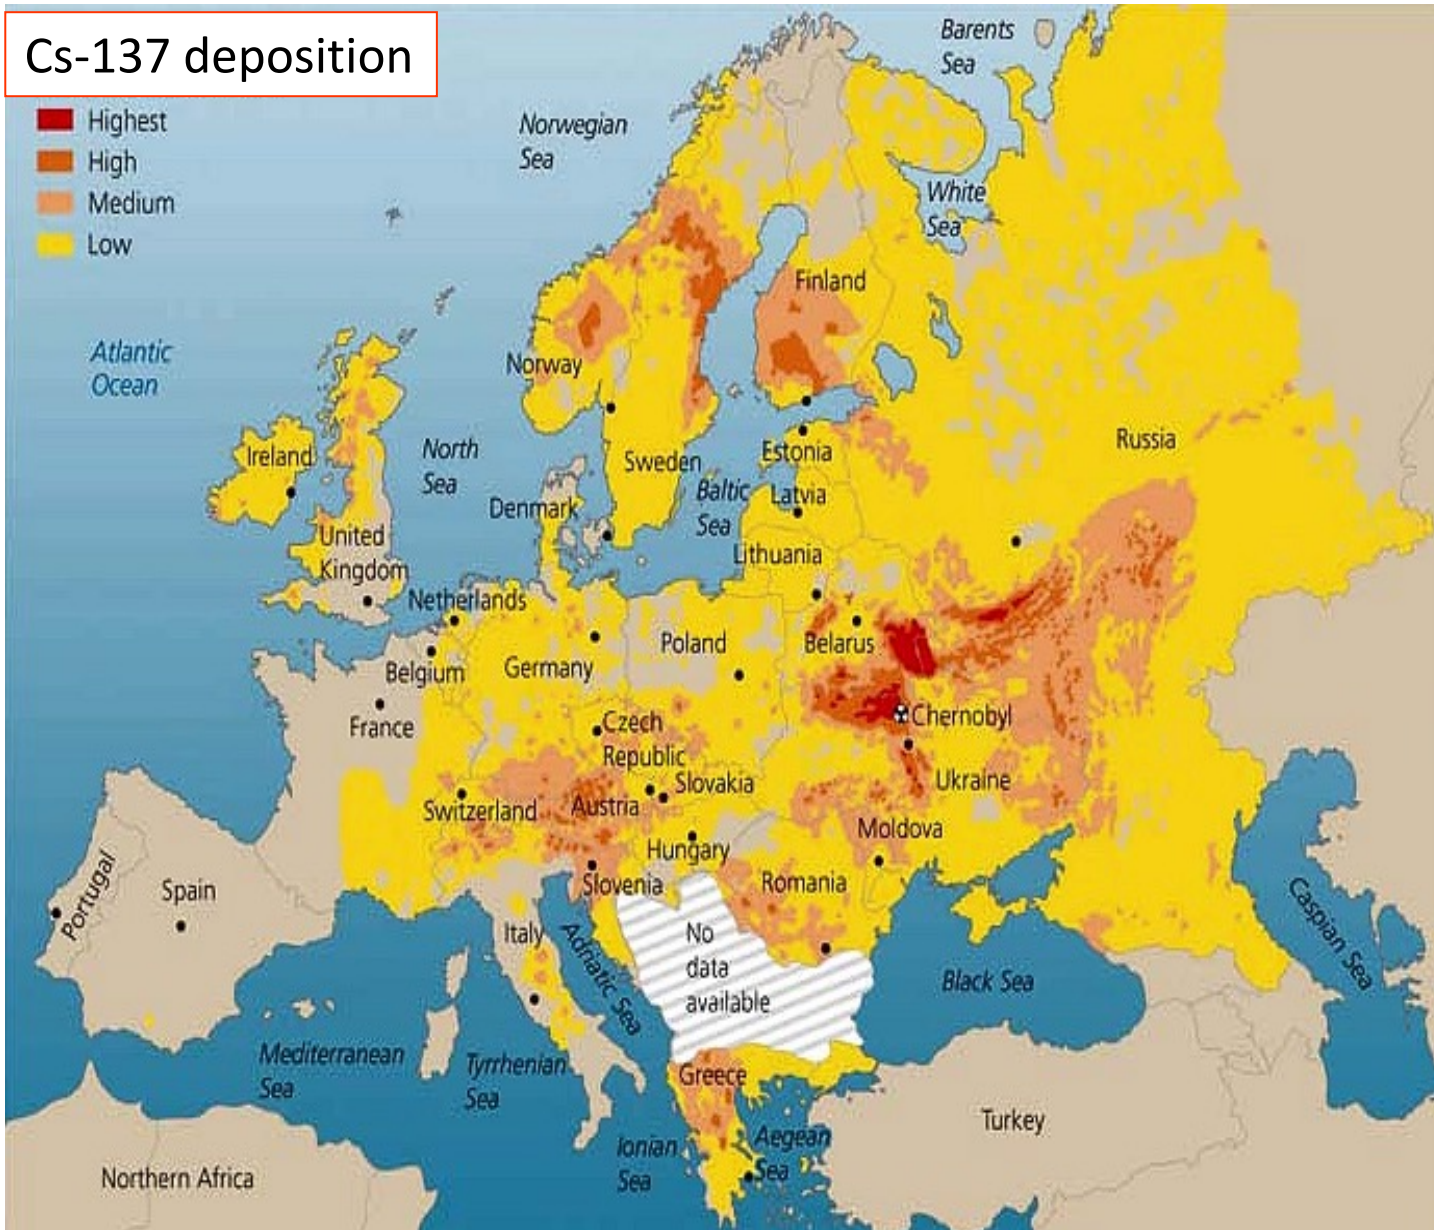 Cs-137 deposition
Highest
High
Medium
Low
Barents
Sea
Norwegian
Sea
White
Sea
Finland
Atlantic
Ocean
Norway
North
Sea
Ireland
Sweden
Estonia
Russia
Baltic
Sea
Latvia
Denmark
United
Kingdom
Lithuania
Netherlands
Belgium
Germany
Poland
Belarus
France
Czech
Republic
Chernobyl
Slovakia
Ukraine
Switzerland
Austria
Moldova
Hungary
Portugal
Spain
Slovenia
Romania
Italy
Adriatic Sea
No
data
available
Black Sea
Caspian Sea
Mediterranean
Sea
Tyrrhenian
Sea
Greece
Turkey
Ionian
Sea
Aegean
Sea
Northern Africa